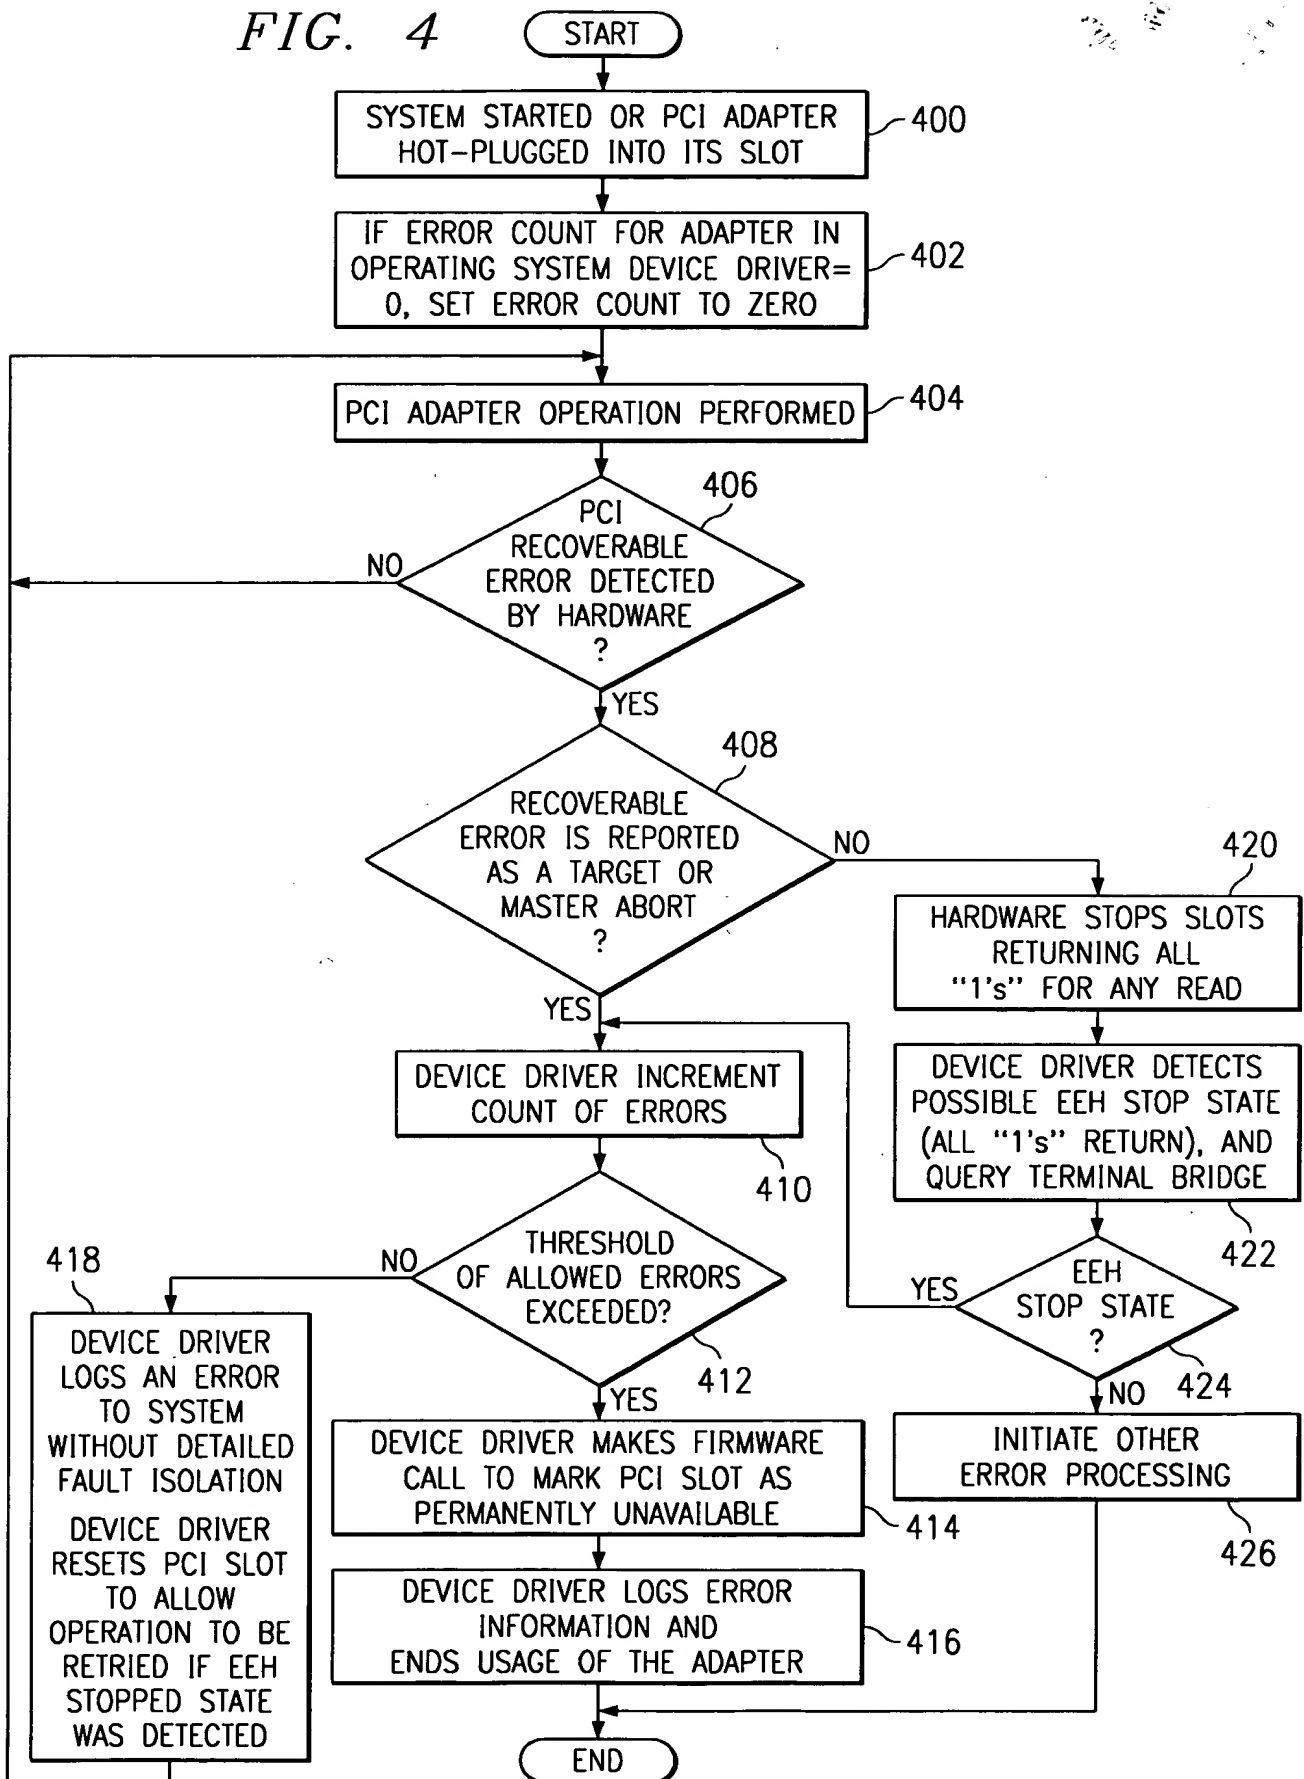 FIG. 4
START
SYSTEM STARTED OR PCI ADAPTER
HOT-PLUGGED INTO ITS SLOT
400
IF ERROR COUNT FOR ADAPTER IN
OPERATING SYSTEM DEVICE DRIVER=
0, SET ERROR COUNT TO ZERO
402
PCI ADAPTER OPERATION PERFORMED
404
406
PCI
RECOVERABLE
ERROR DETECTED
BY HARDWARE
?
NO
YES
408
RECOVERABLE
ERROR IS REPORTED
AS A TARGET OR
MASTER ABORT
?
NO
YES
420
HARDWARE STOPS SLOTS
RETURNING ALL
"1's" FOR ANY READ
DEVICE DRIVER INCREMENT
COUNT OF ERRORS
410
DEVICE DRIVER DETECTS
POSSIBLE EEH STOP STATE
(ALL "1's" RETURN), AND
QUERY TERMINAL BRIDGE
422
THRESHOLD
OF ALLOWED ERRORS
EXCEEDED?
412
NO
YES
EEH
STOP STATE
?
424
YES
NO
418
DEVICE DRIVER
LOGS AN ERROR
TO SYSTEM
WITHOUT DETAILED
FAULT ISOLATION
DEVICE DRIVER
RESETS PCI SLOT
TO ALLOW
OPERATION TO BE
RETRIED IF EEH
STOPPED STATE
WAS DETECTED
DEVICE DRIVER MAKES FIRMWARE
CALL TO MARK PCI SLOT AS
PERMANENTLY UNAVAILABLE
414
INITIATE OTHER
ERROR PROCESSING
426
DEVICE DRIVER LOGS ERROR
INFORMATION AND
ENDS USAGE OF THE ADAPTER
416
END